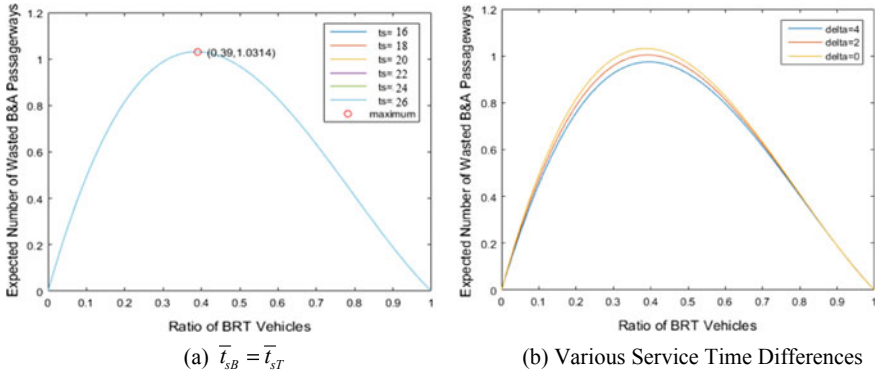 Expected Number of Wasted B&A Passagerways
1.2
1
0.8
0.6
0.4
0.2
0
(0.39,1.0314)
ts= 16
ts= 18
ts= 20
ts= 22
ts= 24
ts= 26
maximum
0 0.1 0.2 0.3 0.4 0.5 0.6 0.7 0.8 0.9 1
Ratio of BRT Vehicles
(a) t̅sB = t̅sT
Expected Number of Wasted B&A Passageways
1.2
1
0.8
0.6
0.4
0.2
0
delta=4
delta=2
delta=0
0 0.1 0.2 0.3 0.4 0.5 0.6 0.7 0.8 0.9 1
Ratio of BRT Vehicles
(b) Various Service Time Differences